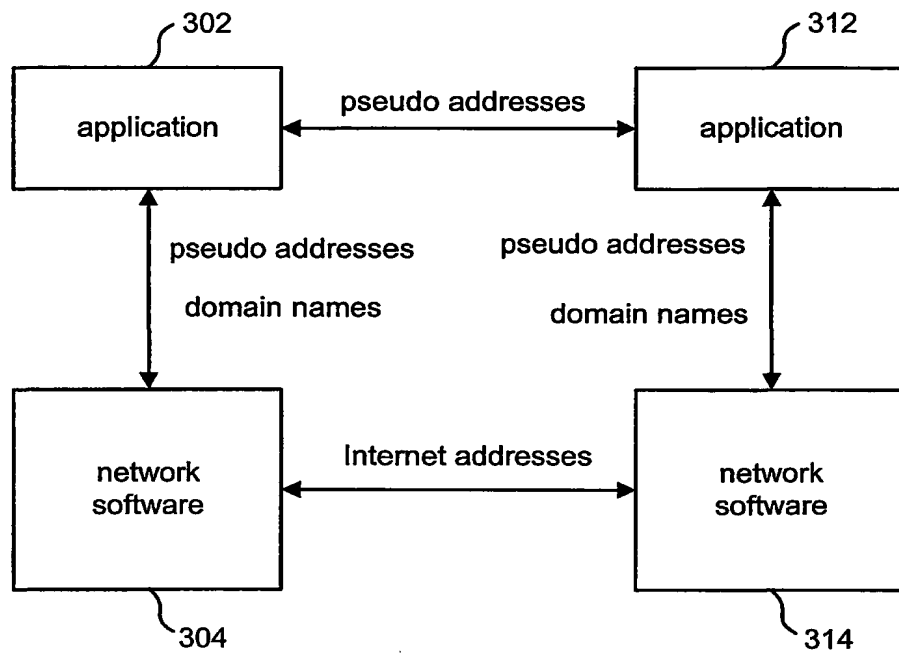 302
312
application
pseudo addresses
application
pseudo addresses
domain names
pseudo addresses
domain names
network
software
Internet addresses
network
software
304
314